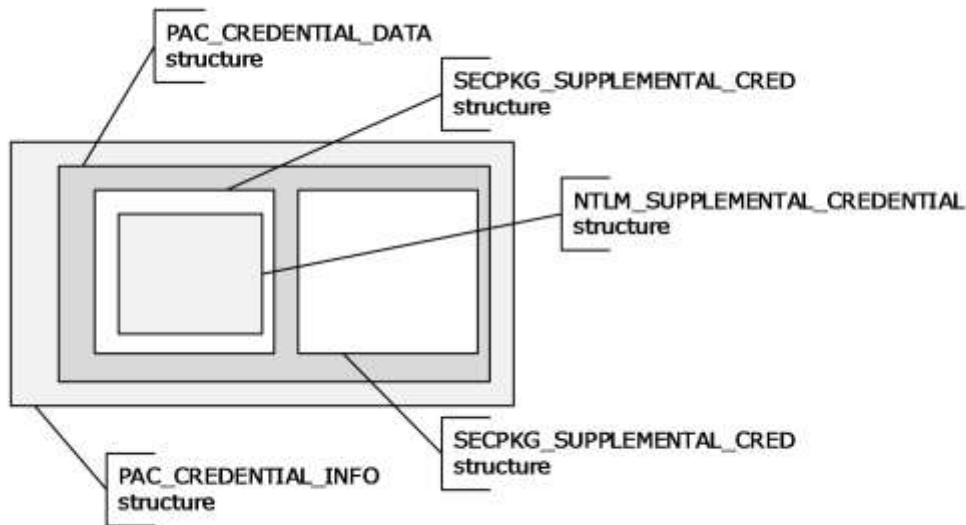 PAC_CREDENTIAL_DATA
structure
SECPKG_SUPPLEMENTAL_CRED
structure
NTLM_SUPPLEMENTAL_CREDENTIAL
structure
SECPKG_SUPPLEMENTAL_CRED
structure
PAC_CREDENTIAL_INFO
structure